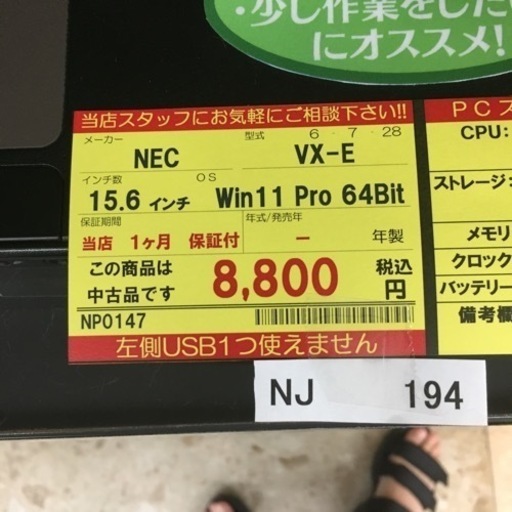 ・少し作業をした
にオススメ!
当店スタッフにお気軽にご相談下さい!!
メーカー
NEC
型式
6・7・28
VX-E
インチ数
15.6 インチ
OS
Win11 Pro 64Bit
保証期間
当店 1ヶ月 保証付
年式/発売年
ー 年製
この商品は
中古品です
8,800 税込
円
NP0147
左側USB1つ使えません
NJ 194
PCス
CPU:
ストレージ:
メモリ
クロック
バッテリー
備考欄